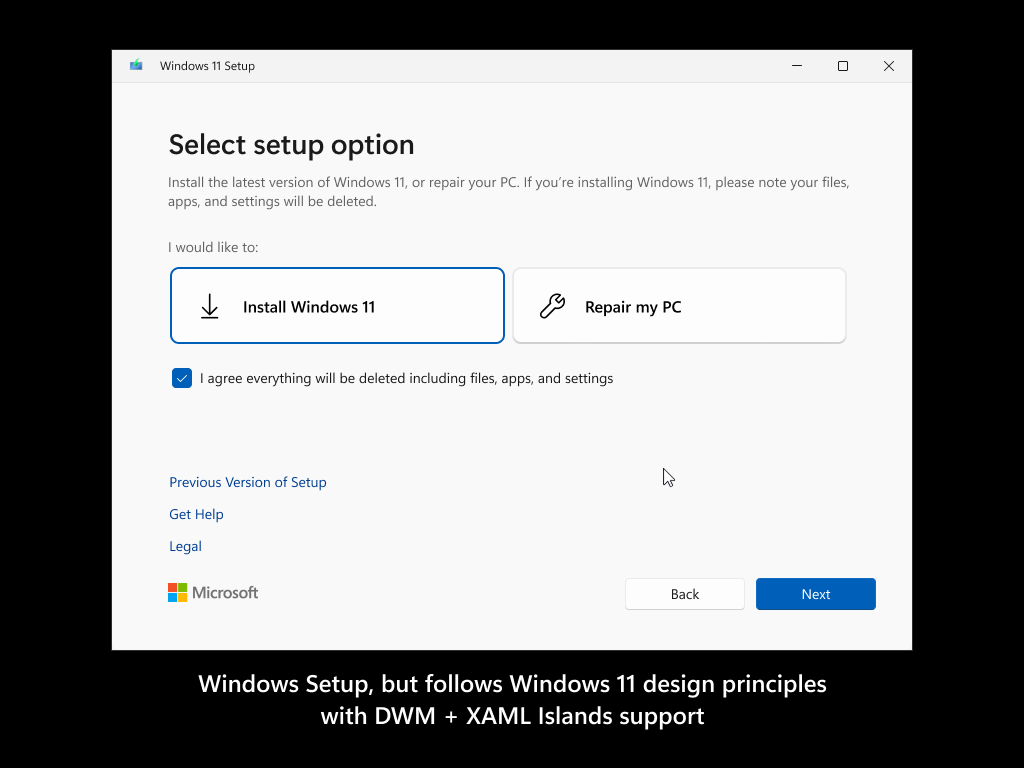 Windows 11 Setup
Select setup option
Install the latest version of Windows 11, or repair your PC. If you’re installing Windows 11, please note your files,
apps, and settings will be deleted.
I would like to:
Install Windows 11
Repair my PC
I agree everything will be deleted including files, apps, and settings
Previous Version of Setup
Get Help
Legal
Microsoft
Back
Next
Windows Setup, but follows Windows 11 design principles
with DWM + XAML Islands support